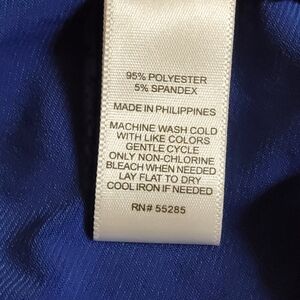 95% POLYESTER
5% SPANDEX
MADE IN PHILIPPINES
MACHINE WASH COLD
WITH LIKE COLORS
GENTLE CYCLE
ONLY NON-CHLORINE
BLEACH WHEN NEEDED
LAY FLAT TO DRY
COOL IRON IF NEEDED
RN# 55285